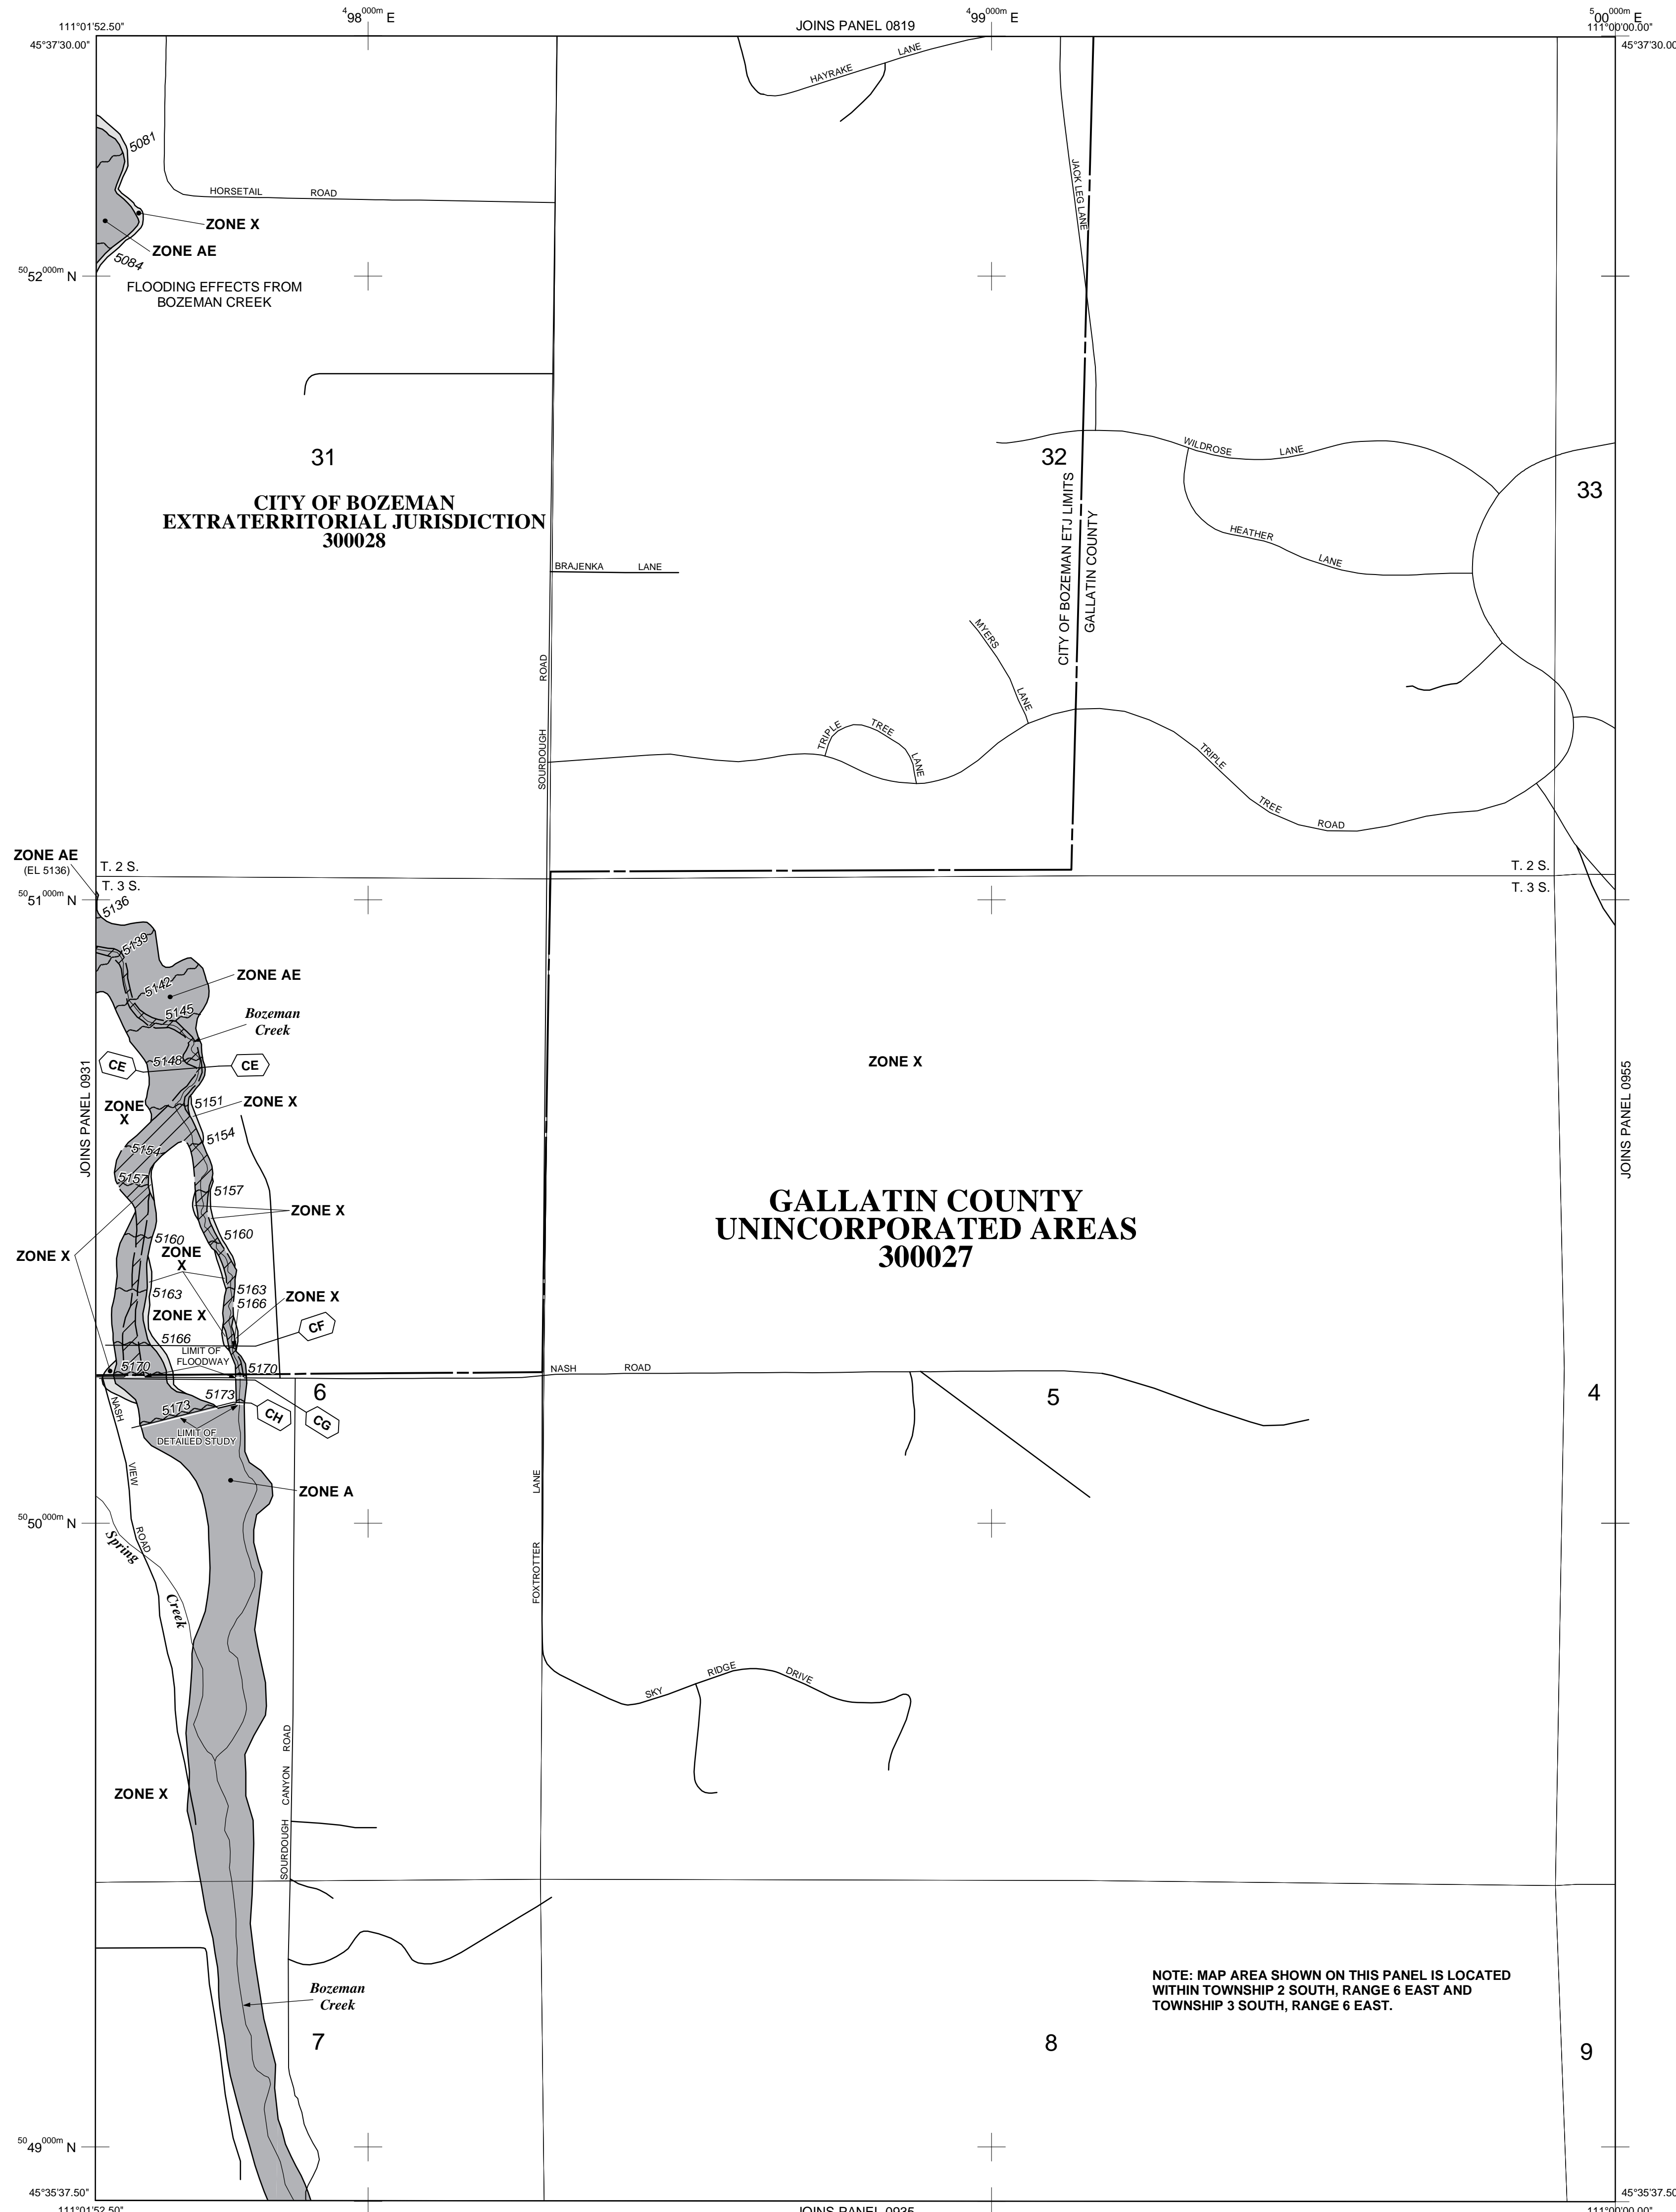 498000m E
499000m E
500000m E
111°01'52.50"
JOINS PANEL 0819
111°00'00.00"
45°37'30.00"
45°37'30.00"
HAYRAKE LANE
JACK LEG LANE
5081
HORSETAIL ROAD
ZONE X
ZONE AE
5084
5052000m N
FLOODING EFFECTS FROM
BOZEMAN CREEK
31
32
33
WILDROSE LANE
CITY OF BOZEMAN
EXTRATERRITORIAL JURISDICTION
300028
CITY OF BOZEMAN ETJ LIMITS
GALLATIN COUNTY
HEATHER LANE
BRAJENKA LANE
MYERS LANE
SOURDOUGH ROAD
TRIPLE TREE LANE
TRIPLE TREE ROAD
ZONE AE
(EL 5136)
T. 2 S.
T. 2 S.
T. 3 S.
T. 3 S.
5051000m N
5136
5139
ZONE AE
5142
5145
Bozeman
Creek
5148
CE
CE
ZONE X
JOINS PANEL 0931
JOINS PANEL 0955
5151
ZONE X
ZONE
X
5154
5154
5157
5157
ZONE X
GALLATIN COUNTY
UNINCORPORATED AREAS
300027
5160
5160
ZONE X
ZONE
X
5163
5163
5166
ZONE X
ZONE X
CF
5166
LIMIT OF
FLOODWAY
5170
5170
NASH ROAD
6
5
4
5173
5173
CH
CG
LIMIT OF
DETAILED STUDY
NASH VIEW ROAD
ZONE A
FOXTROTTER LANE
5050000m N
Spring Creek
SKY RIDGE DRIVE
SOURDOUGH CANYON ROAD
ZONE X
Bozeman
Creek
NOTE: MAP AREA SHOWN ON THIS PANEL IS LOCATED
WITHIN TOWNSHIP 2 SOUTH, RANGE 6 EAST AND
TOWNSHIP 3 SOUTH, RANGE 6 EAST.
7
8
9
5049000m N
45°35'37.50"
45°35'37.50"
111°01'52.50"
JOINS PANEL 0935
111°00'00.00"